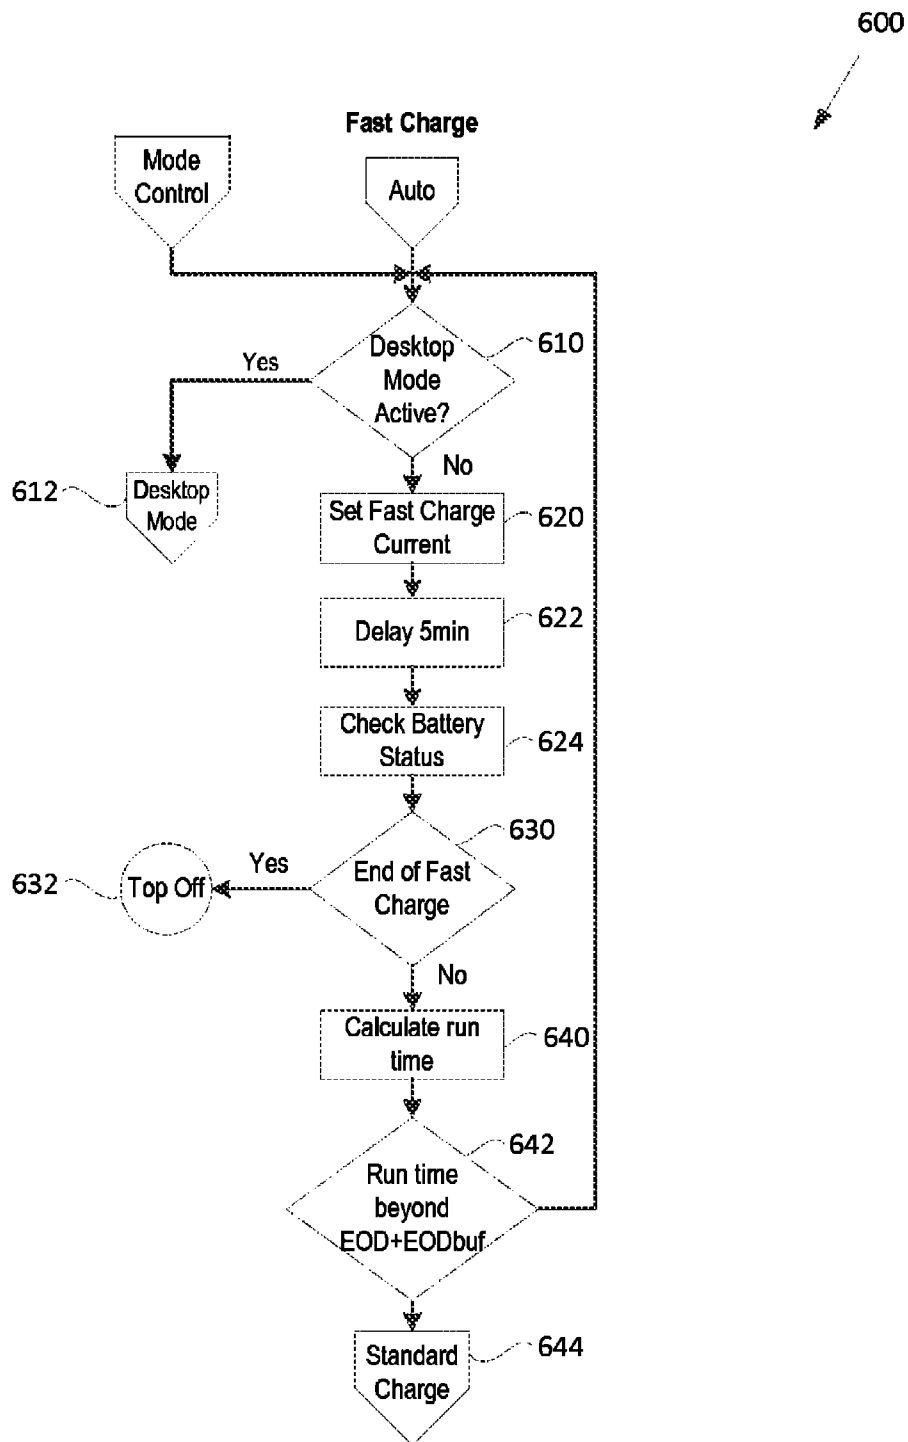 600
Fast Charge
Mode
Control
Auto
610
Desktop
Mode
Active?
Yes
No
612
Desktop
Mode
Set Fast Charge
Current
620
Delay 5min
622
Check Battery
Status
624
630
End of Fast
Charge
Yes
632
Top Off
No
Calculate run
time
640
642
Run time
beyond
EOD+EODbuf
Standard
Charge
644